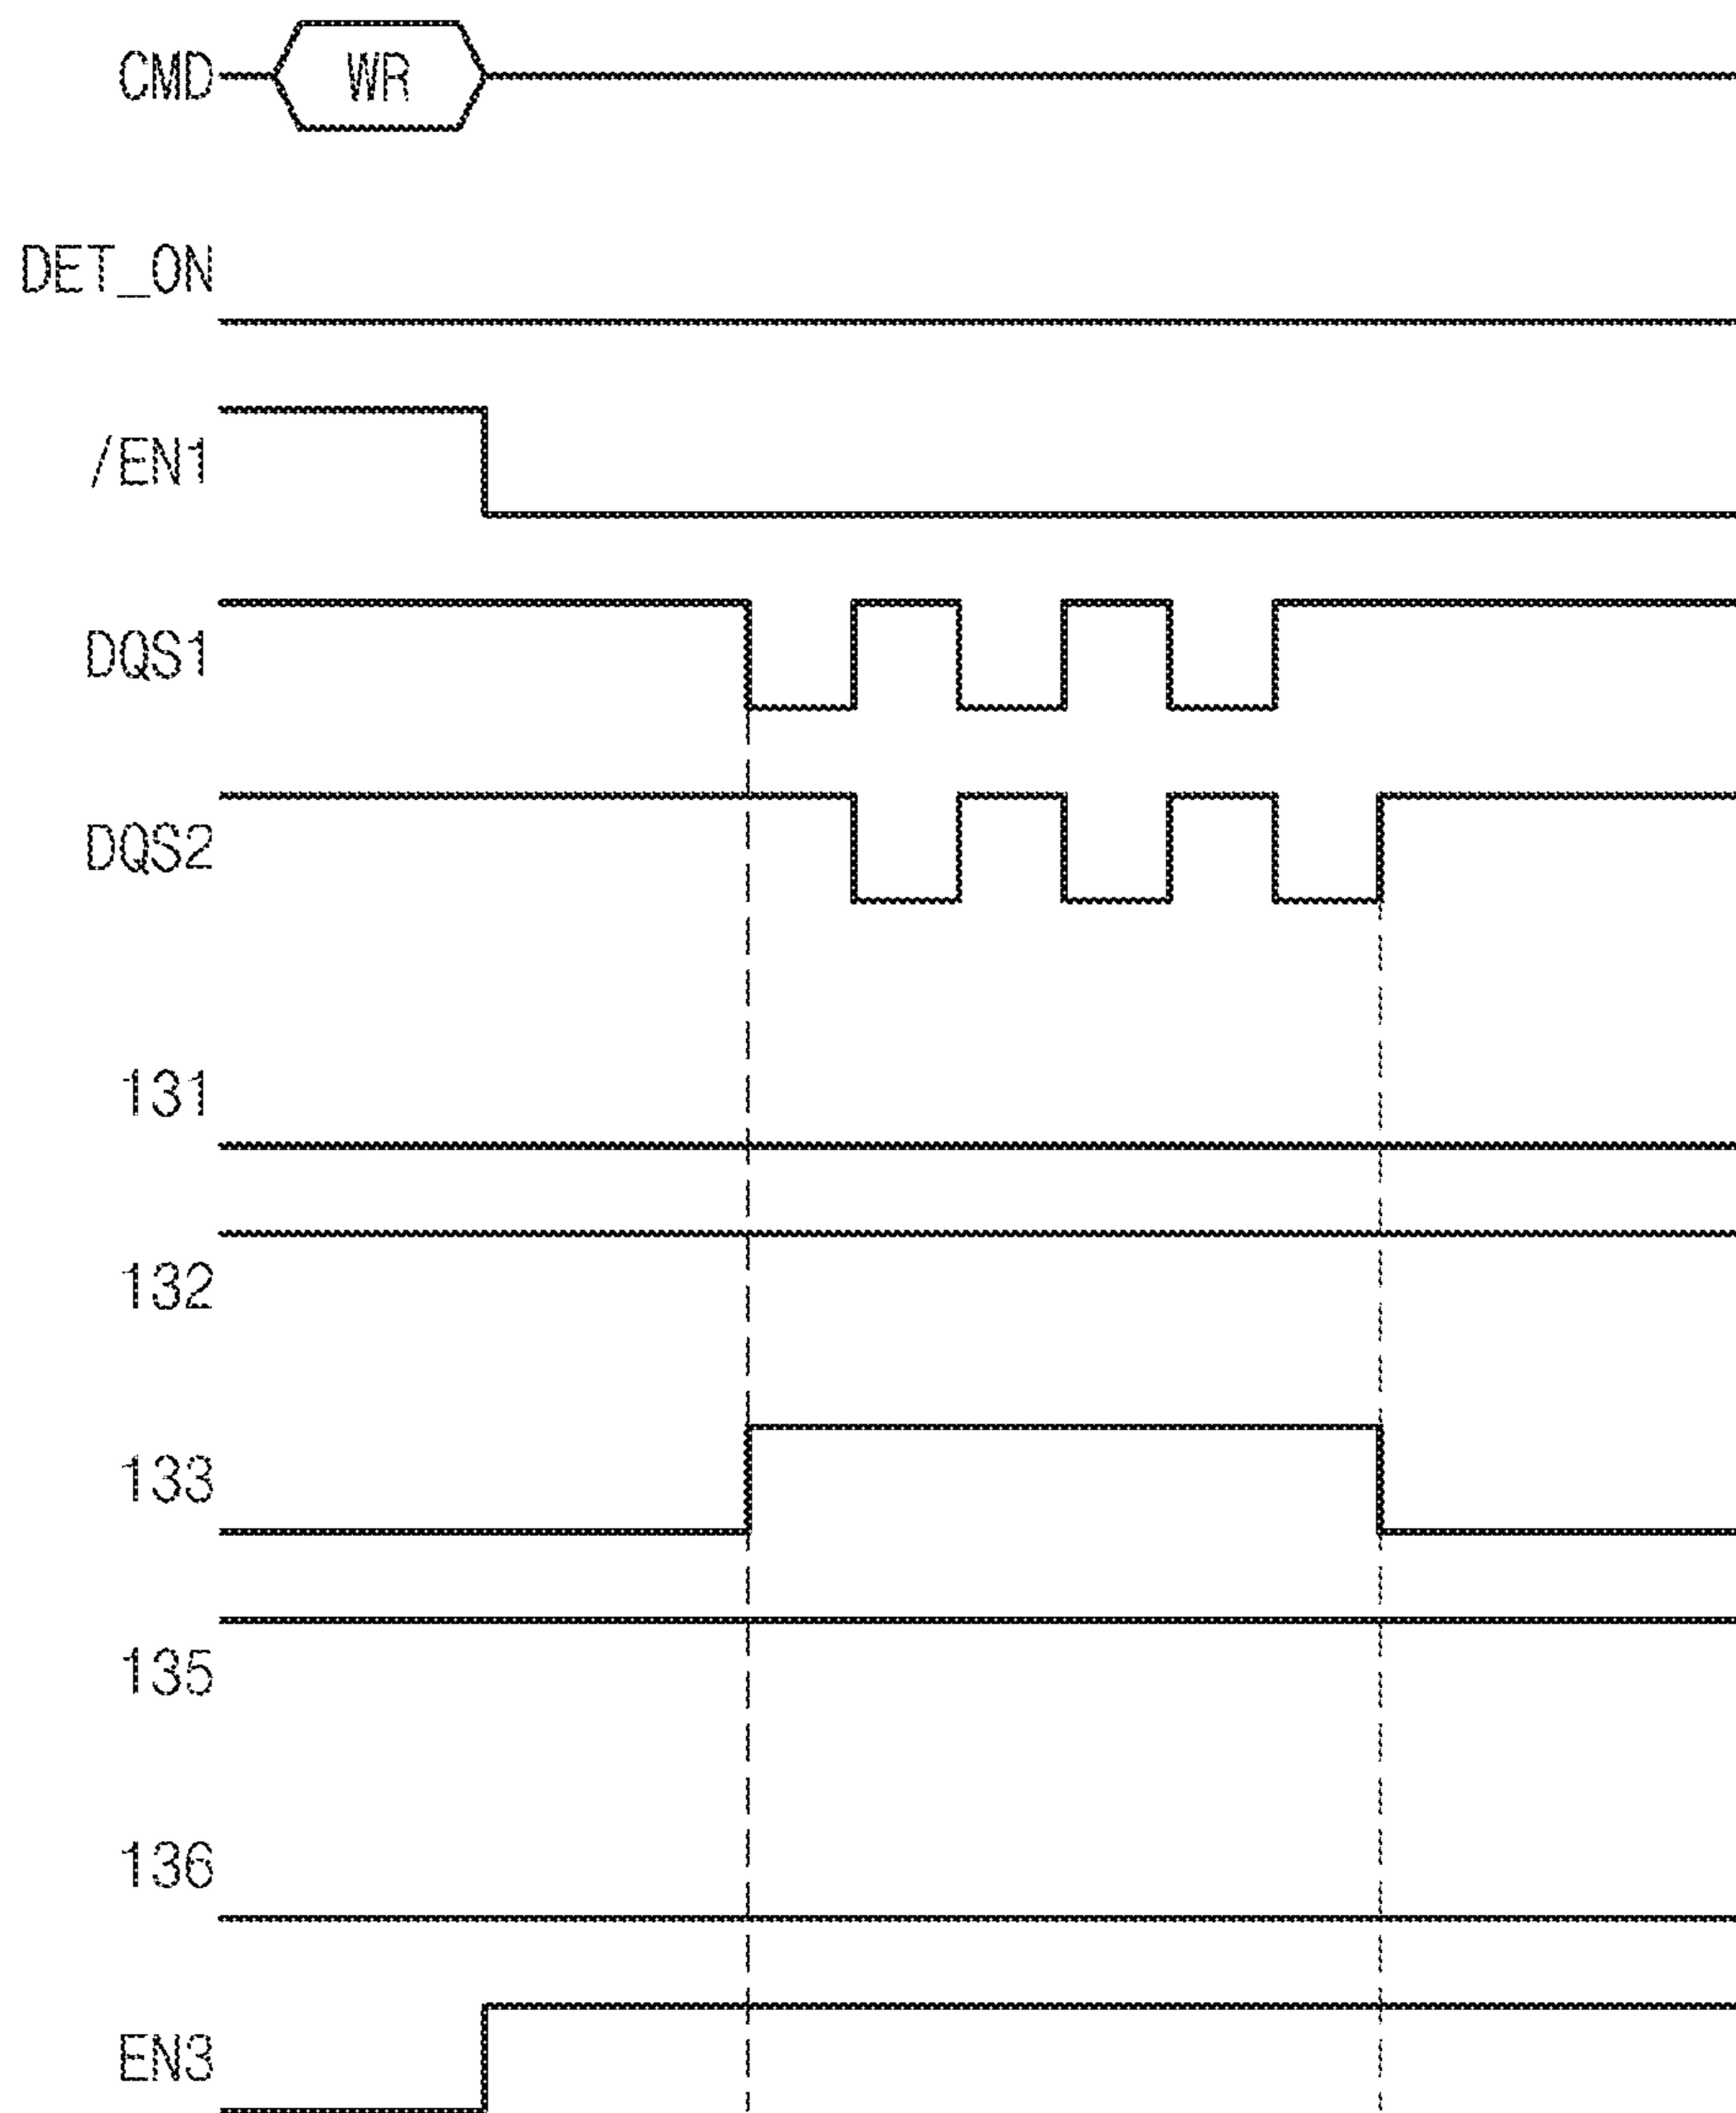 CMD WR
DET_ON
/EN1
DQS1
DQS2
131
132
133
135
136
EN3